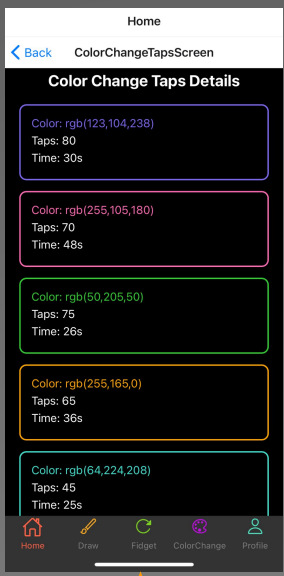 Home
Back
ColorChangeTapsScreen
Color Change Taps Details
Color: rgb(123,104,238)
Taps: 80
Time: 30s
Color: rgb(255,105,180)
Taps: 70
Time: 48s
Color: rgb(50,205,50)
Taps: 75
Time: 26s
Color: rgb(255,165,0)
Taps: 65
Time: 36s
Color: rgb(64,224,208)
Taps: 45
Time: 25s
Home
Draw
Fidget
ColorChange
Profile